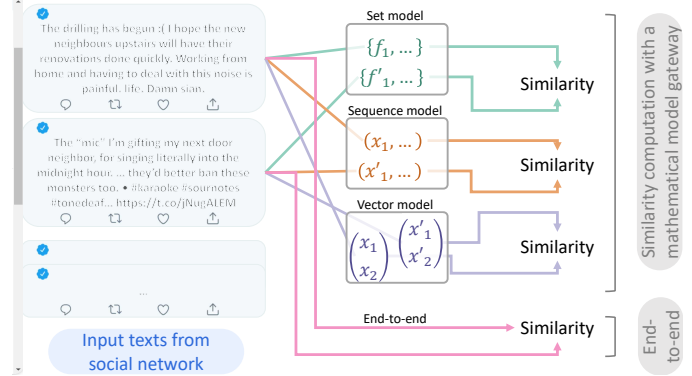 The drilling has begun :( I hope the new
neighbours upstairs will have their
renovations done quickly. Working from
home and having to deal with this noise is
painful. life. Damn sian.
The “mic” I’m gifting my next door
neighbor, for singing literally into the
midnight hour. ... they’d better ban these
monsters too. • #karaoke #sournotes
#tonedeaf... https://t.co/jNugALEIVl
...
Input texts from
social network
Set model
{f₁, ...}
{f'₁, ...}
Similarity
Sequence model
(x₁, ...)
(x'₁, ...)
Similarity
Vector model
(x₁
x₂)
(x'₁
x'₂)
Similarity
End-to-end
Similarity
Similarity computation with a
mathematical model gateway
End-
to-end